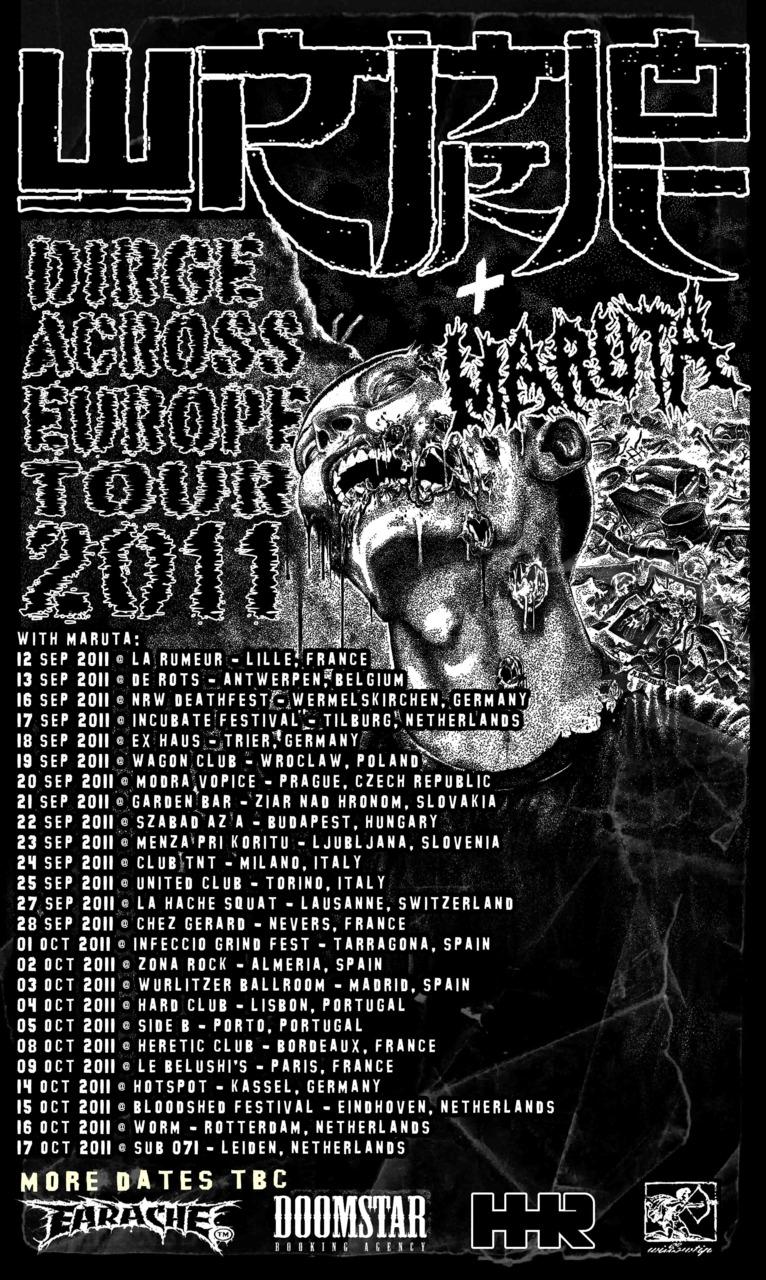 +
MARUTA
DIRGE
ACROSS
EUROPE
TOUR
2011
WITH MARUTA:
12 SEP 2011 @ LA RUMEUR - LILLE, FRANCE
13 SEP 2011 @ DE ROTS - ANTWERPEN, BELGIUM
16 SEP 2011 @ NRW DEATHFEST - WERMELSKIRCHEN, GERMANY
17 SEP 2011 @ INCUBATE FESTIVAL - TILBURG, NETHERLANDS
18 SEP 2011 @ EX HAUS - TRIER, GERMANY
19 SEP 2011 @ WAGON CLUB - WROCLAW, POLAND
20 SEP 2011 @ MODRA VOPICE - PRAGUE, CZECH REPUBLIC
21 SEP 2011 @ GARDEN BAR - ZIAR NAD HRONOM, SLOVAKIA
22 SEP 2011 @ SZABAD AZ A - BUDAPEST, HUNGARY
23 SEP 2011 @ MENZA PRI KORITU - LJUBLJANA, SLOVENIA
24 SEP 2011 @ CLUB TNT - MILANO, ITALY
25 SEP 2011 @ UNITED CLUB - TORINO, ITALY
27 SEP 2011 @ LA HACHE SQUAT - LAUSANNE, SWITZERLAND
28 SEP 2011 @ CHEZ GERARD - NEVERS, FRANCE
01 OCT 2011 @ INFECCIO GRIND FEST - TARRAGONA, SPAIN
02 OCT 2011 @ ZONA ROCK - ALMERIA, SPAIN
03 OCT 2011 @ WURLITZER BALLROOM - MADRID, SPAIN
04 OCT 2011 @ HARD CLUB - LISBON, PORTUGAL
05 OCT 2011 @ SIDE B - PORTO, PORTUGAL
08 OCT 2011 @ HERETIC CLUB - BORDEAUX, FRANCE
09 OCT 2011 @ LE BELUSHI'S - PARIS, FRANCE
14 OCT 2011 @ HOTSPOT - KASSEL, GERMANY
15 OCT 2011 @ BLOODSHED FESTIVAL - EINDHOVEN, NETHERLANDS
16 OCT 2011 @ WORM - ROTTERDAM, NETHERLANDS
17 OCT 2011 @ SUB 071 - LEIDEN, NETHERLANDS
MORE DATES TBC
EARACHE TM
DOOMSTAR
BOOKING AGENCY
HHR